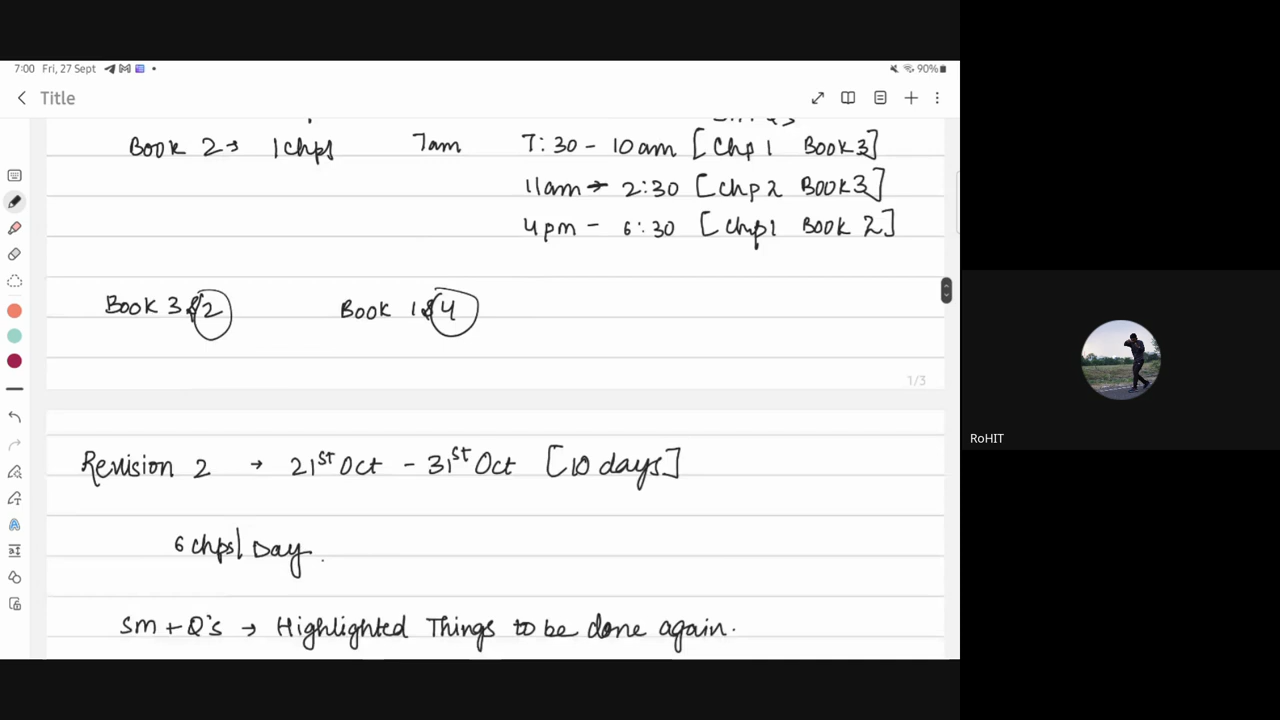 7:00 Fri, 27 Sept
90%
Title
Book 2 → 1 chps 7am 7:30 - 10am [Chp 1 Book 3]
11am → 2:30 [Chp 2 Book 3]
4pm - 6:30 [Chp 1 Book 2]
Book 3 & 2 Book 1 & 4
1/3
Revision 2 → 21st Oct - 31st Oct [10 days]
6 chps| Day.
Sm + Q's → Highlighted Things to be done again.
RoHIT